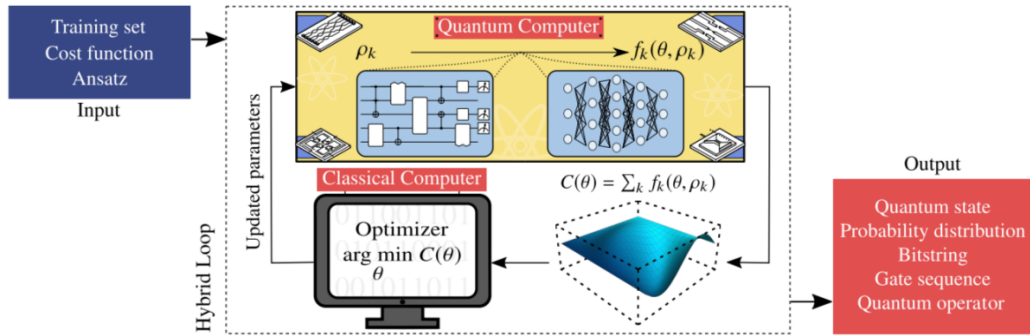 Training set
Cost function
Ansatz
Input
Hybrid Loop
Updated parameters
Quantum Computer
ρₖ
fₖ(θ, ρₖ)
Classical Computer
Optimizer
arg min C(θ)
θ
C(θ) = ∑ₖ fₖ(θ, ρₖ)
Output
Quantum state
Probability distribution
Bitstring
Gate sequence
Quantum operator